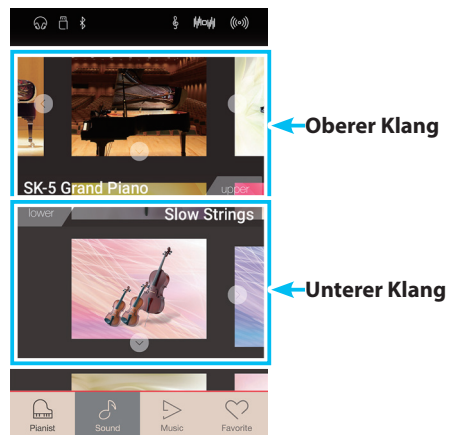 Oberer Klang
SK-5 Grand Piano
upper
lower
Slow Strings
Unterer Klang
Pianist
Sound
Music
Favorite